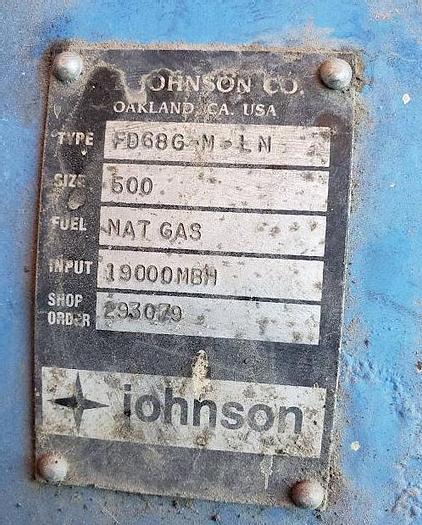 JOHNSON CO.
OAKLAND, CA. USA
TYPE FD68G-M-LN
SIZE 500
FUEL NAT GAS
INPUT 19000MBH
SHOP ORDER 293079
johnson